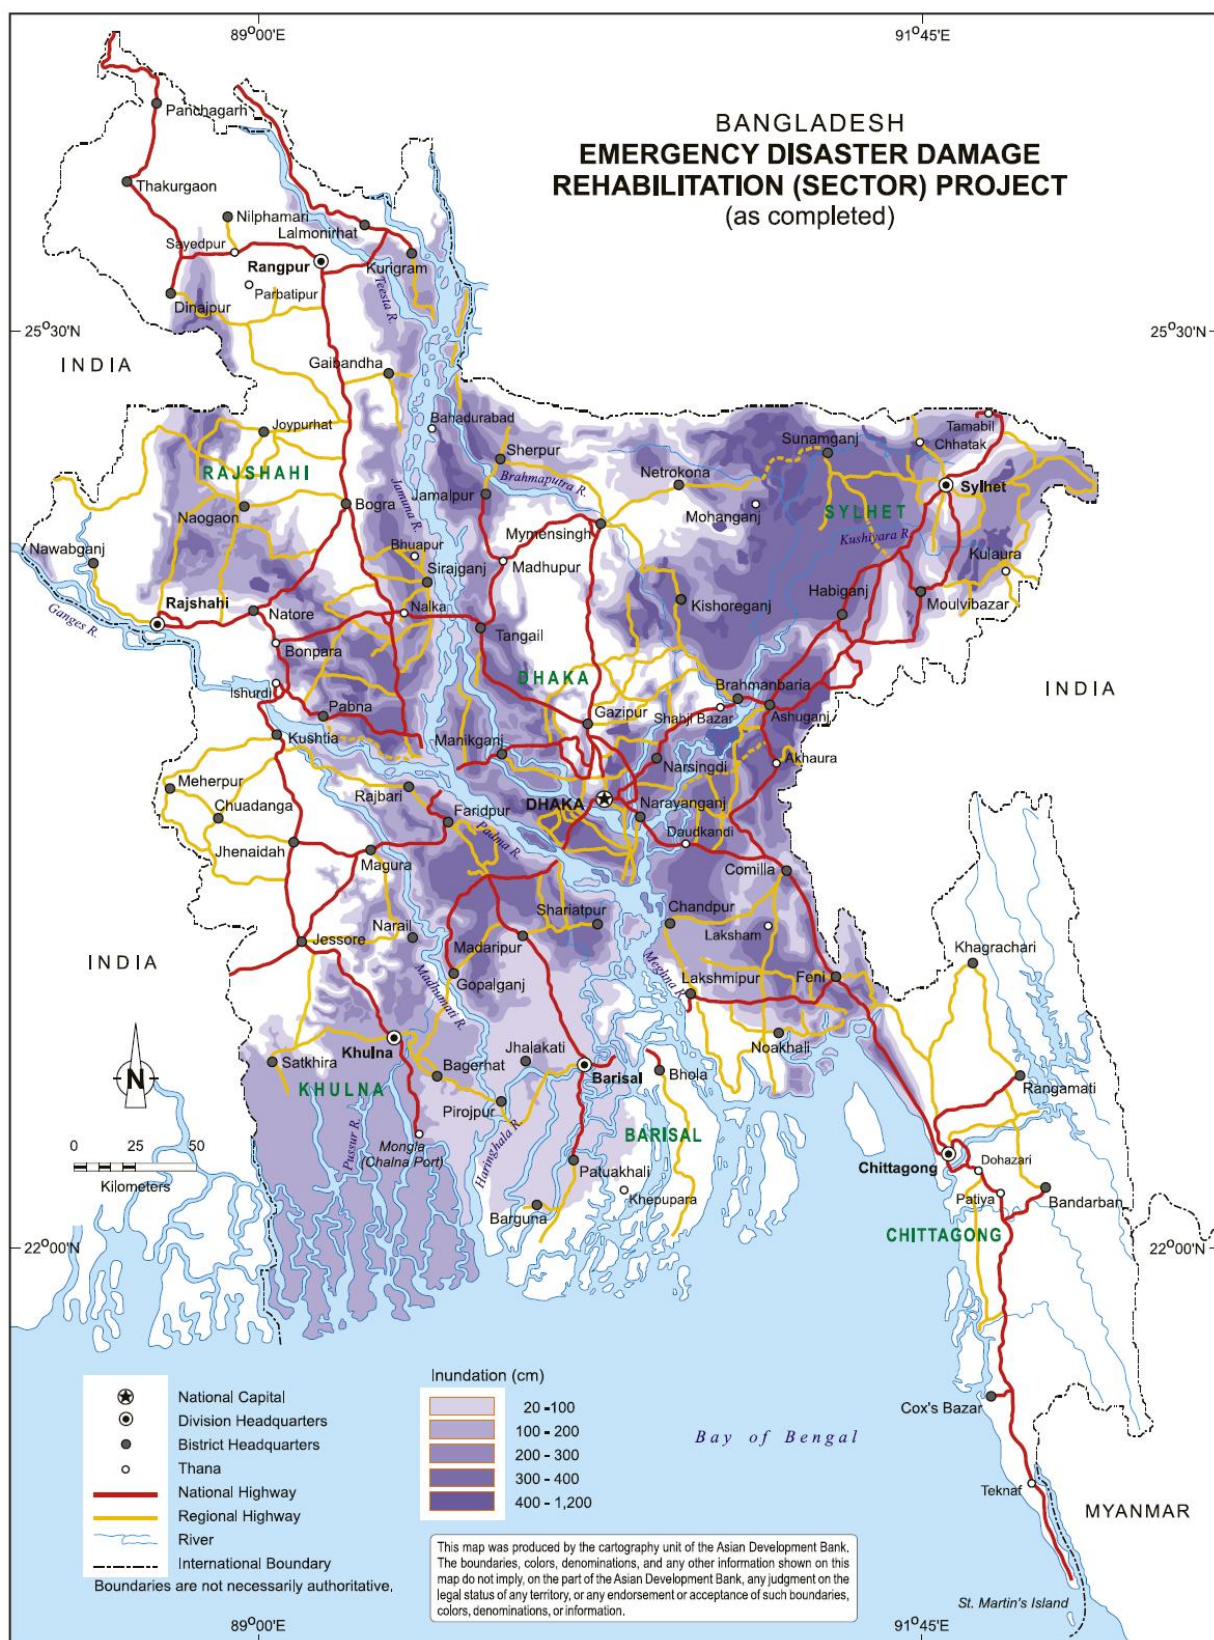 89°00'E
91°45'E
BANGLADESH
EMERGENCY DISASTER DAMAGE
REHABILITATION (SECTOR) PROJECT
(as completed)
Panchagarh
Thakurgaon
Nilphamari
Lalmonirhat
Sayedpur
Rangpur
Kurigram
Parbatipur
Dinajpur
Teesta R.
25°30'N
25°30'N
INDIA
Gaibandha
Bahadurabad
Joypurhat
RAJSHAHI
Sherpur
Brahmaputra R.
Netrokona
Sunamganj
Tamabil
Chhatak
Sylhet
Jamalpur
Mohanganj
SYLHET
Naogaon
Bogra
Jamuna R.
Mymensingh
Kushiyara R.
Nawabganj
Bhuapur
Sirajganj
Madhupur
Kulaura
Ganges R.
Rajshahi
Natore
Nalka
Kishoreganj
Habiganj
Moulvibazar
Tangail
Bonpara
DHAKA
Ishurdi
Pabna
Brahmanbaria
INDIA
Gazipur
Shabji Bazar
Ashuganj
Kushtia
Manikganj
Narsingdi
Akhaura
Meherpur
Rajbari
Chuadanga
Faridpur
DHAKA
Narayanganj
Padma R.
Daudkandi
Jhenaidah
Magura
Comilla
Shariatpur
Chandpur
Narail
Laksham
Jessore
Madaripur
Khagrachari
INDIA
Meghna R.
Gopalganj
Lakshmipur
Feni
Madhumati R.
Khulna
Noakhali
Jhalakati
Satkhira
Bagerhat
Barisal
Bhola
Rangamati
N
KHULNA
Pirojpur
Pussur R.
Haringhala R.
BARISAL
Mongla
(Chalna Port)
Chittagong
Dohazari
0 25 50
Kilometers
Patuakhali
Khepupara
Patiya
Bandarban
Barguna
CHITTAGONG
22°00'N
22°00'N
Cox's Bazar
Bay of Bengal
Teknaf
MYANMAR
St. Martin's Island
National Capital
Division Headquarters
Bistrict Headquarters
Thana
National Highway
Regional Highway
River
International Boundary
Boundaries are not necessarily authoritative.
Inundation (cm)
20 -100
100 - 200
200 - 300
300 - 400
400 - 1,200
This map was produced by the cartography unit of the Asian Development Bank.
The boundaries, colors, denominations, and any other information shown on this
map do not imply, on the part of the Asian Development Bank, any judgment on the
legal status of any territory, or any endorsement or acceptance of such boundaries,
colors, denominations, or information.
89°00'E
91°45'E